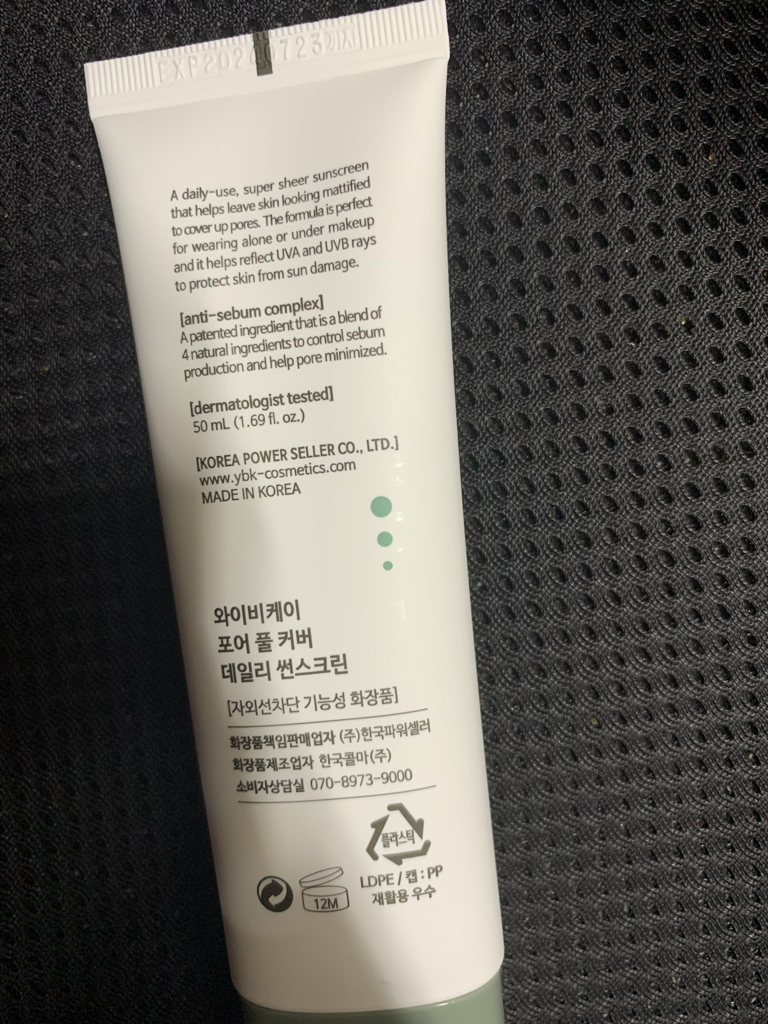 A daily-use, super sheer sunscreen
that helps leave skin looking mattified
to cover up pores. The formula is perfect
for wearing alone or under makeup
and it helps reflect UVA and UVB rays
to protect skin from sun damage.
[anti-sebum complex]
A patented ingredient that is a blend of
4 natural ingredients to control sebum
production and help pore minimized.
[dermatologist tested]
50 mL (1.69 fl. oz.)
[KOREA POWER SELLER CO., LTD.]
www.ybk-cosmetics.com
MADE IN KOREA
와이비케이
포어 풀 커버
데일리 썬스크린
[자외선차단 기능성 화장품]
화장품책임판매업자 (주)한국파워셀러
화장품제조업자 한국콜마(주)
소비자상담실 070-8973-9000
플라스틱
LDPE / 캡 : PP
재활용 우수
12M